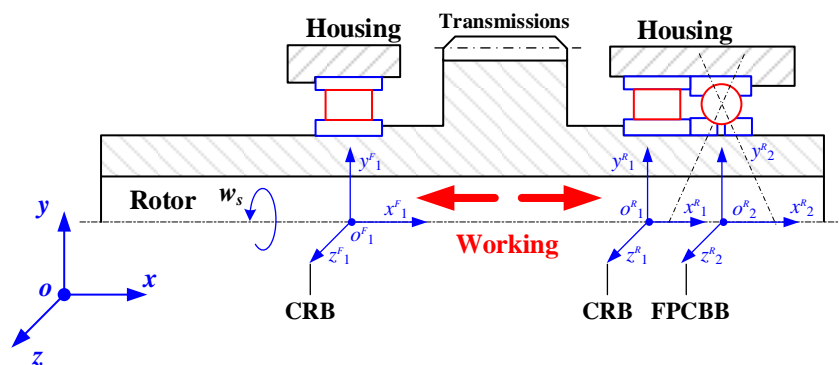 Transmissions
Housing
Housing
y^F_1
y^R_1
y^R_2
Rotor
w_s
x^F_1
o^F_1
z^F_1
o^R_1
x^R_1
o^R_2
x^R_2
z^R_1
z^R_2
Working
y
o
x
z
CRB
CRB
FPCBB